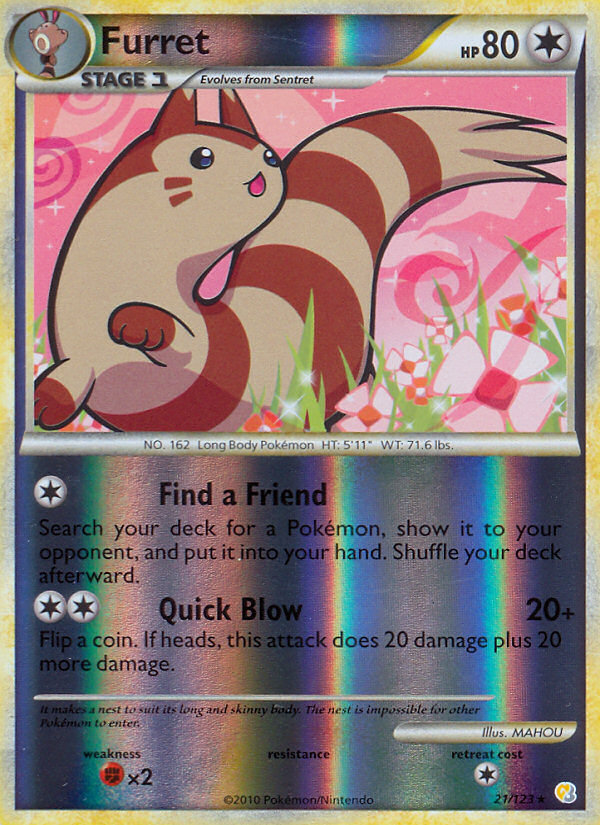 Furret
HP 80
STAGE 1
Evolves from Sentret
NO. 162 Long Body Pokémon HT: 5'11" WT: 71.6 lbs.
Find a Friend
Search your deck for a Pokémon, show it to your
opponent, and put it into your hand. Shuffle your deck
afterward.
Quick Blow 20+
Flip a coin. If heads, this attack does 20 damage plus 20
more damage.
It makes a nest to suit its long and skinny body. The nest is impossible for other
Pokémon to enter.
Illus. MAHOU
weakness resistance retreat cost
×2
©2010 Pokémon/Nintendo 21/123 ★